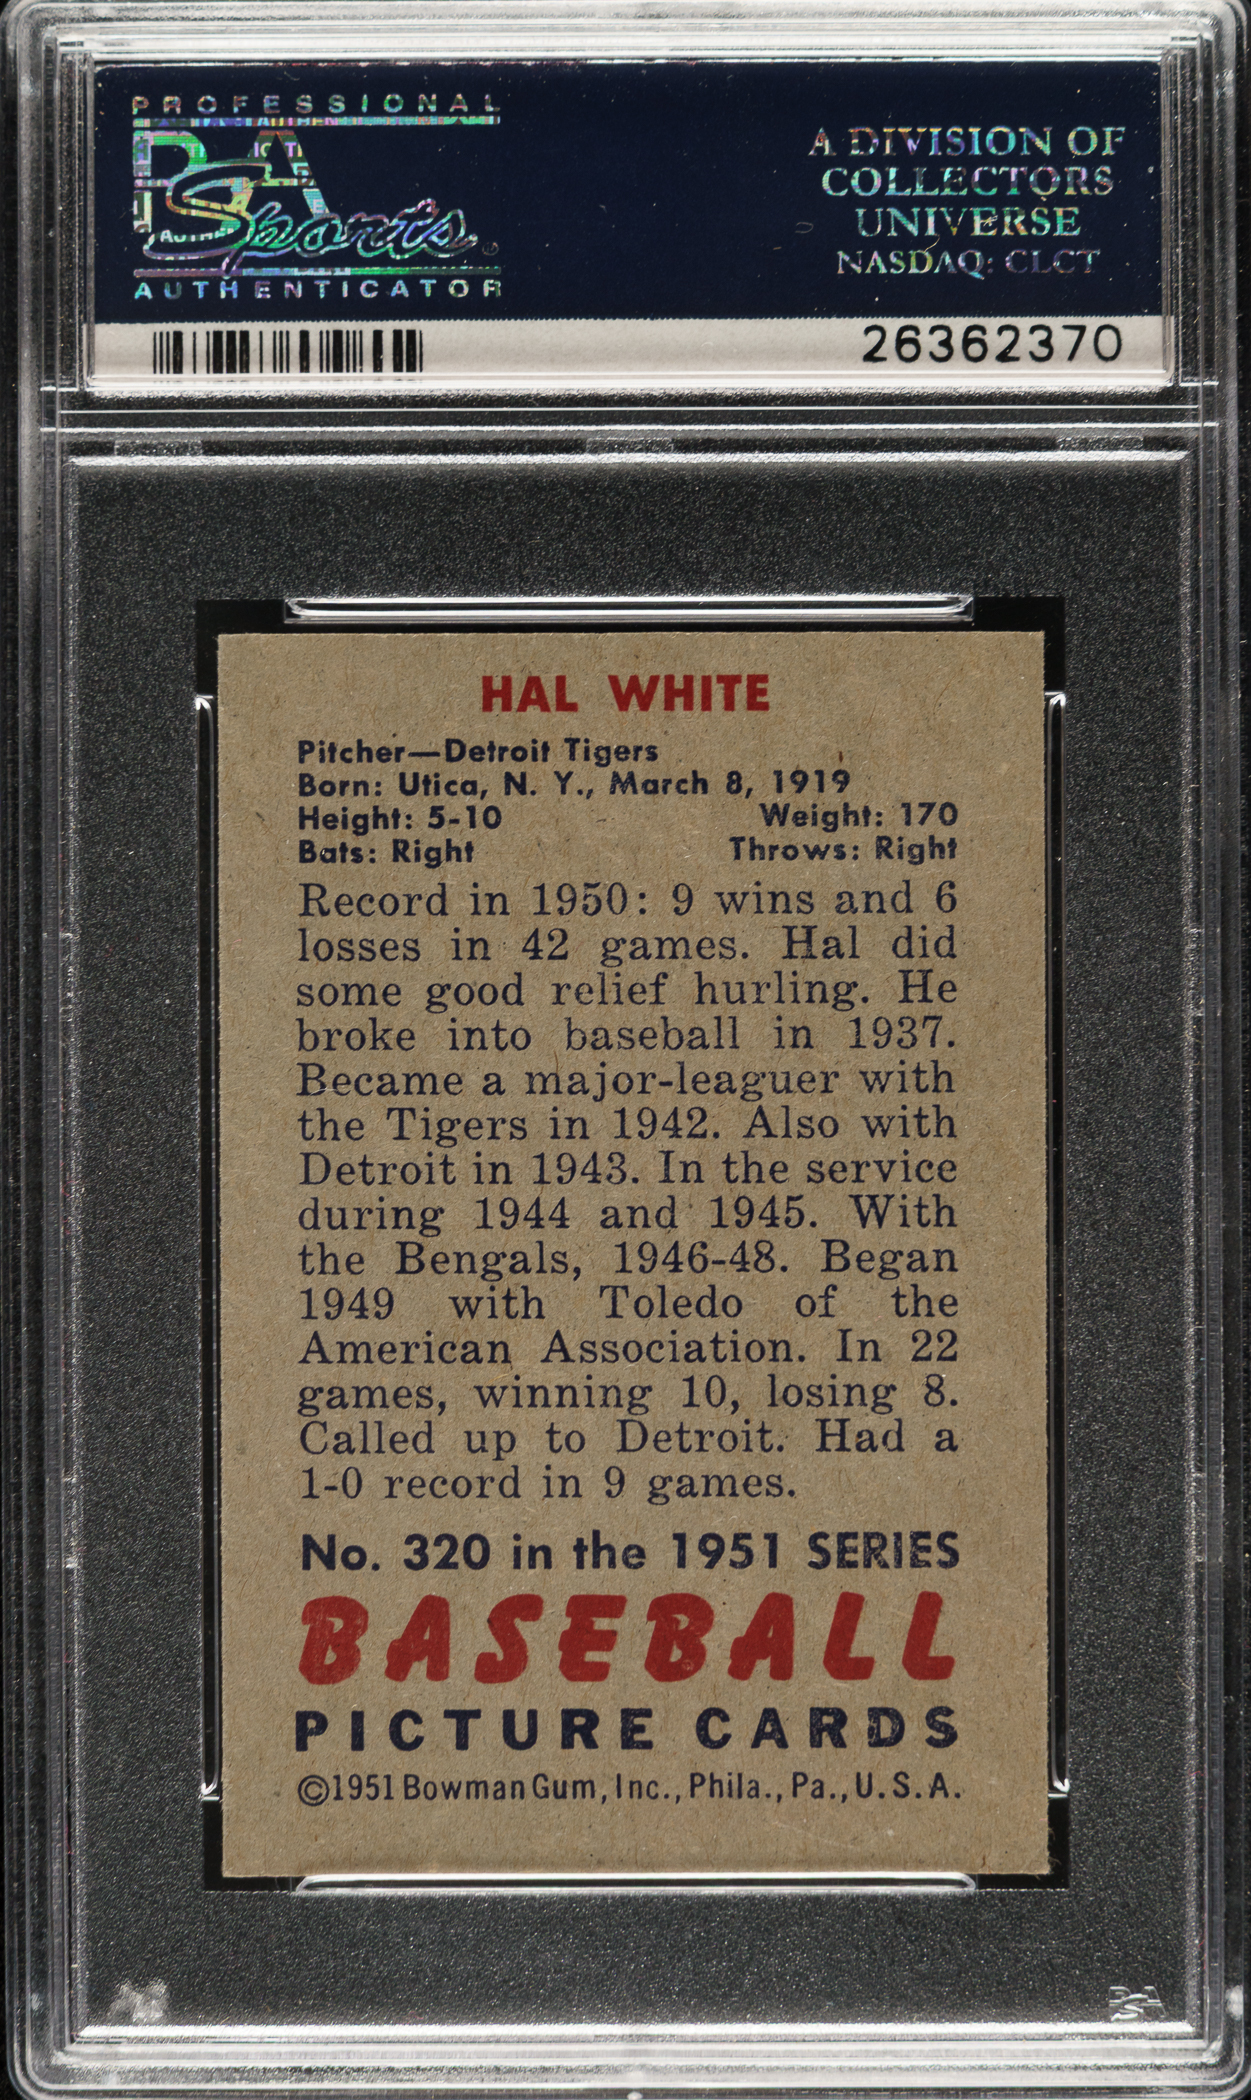 PROFESSIONAL
PSA
Sports
AUTHENTICATOR
A DIVISION OF
COLLECTORS
UNIVERSE
NASDAQ: CLCT
26362370
HAL WHITE
Pitcher—Detroit Tigers
Born: Utica, N. Y., March 8, 1919
Height: 5-10 Weight: 170
Bats: Right Throws: Right
Record in 1950: 9 wins and 6
losses in 42 games. Hal did
some good relief hurling. He
broke into baseball in 1937.
Became a major-leaguer with
the Tigers in 1942. Also with
Detroit in 1943. In the service
during 1944 and 1945. With
the Bengals, 1946-48. Began
1949 with Toledo of the
American Association. In 22
games, winning 10, losing 8.
Called up to Detroit. Had a
1-0 record in 9 games.
No. 320 in the 1951 SERIES
BASEBALL
PICTURE CARDS
©1951 Bowman Gum, Inc., Phila., Pa., U.S.A.
PSA